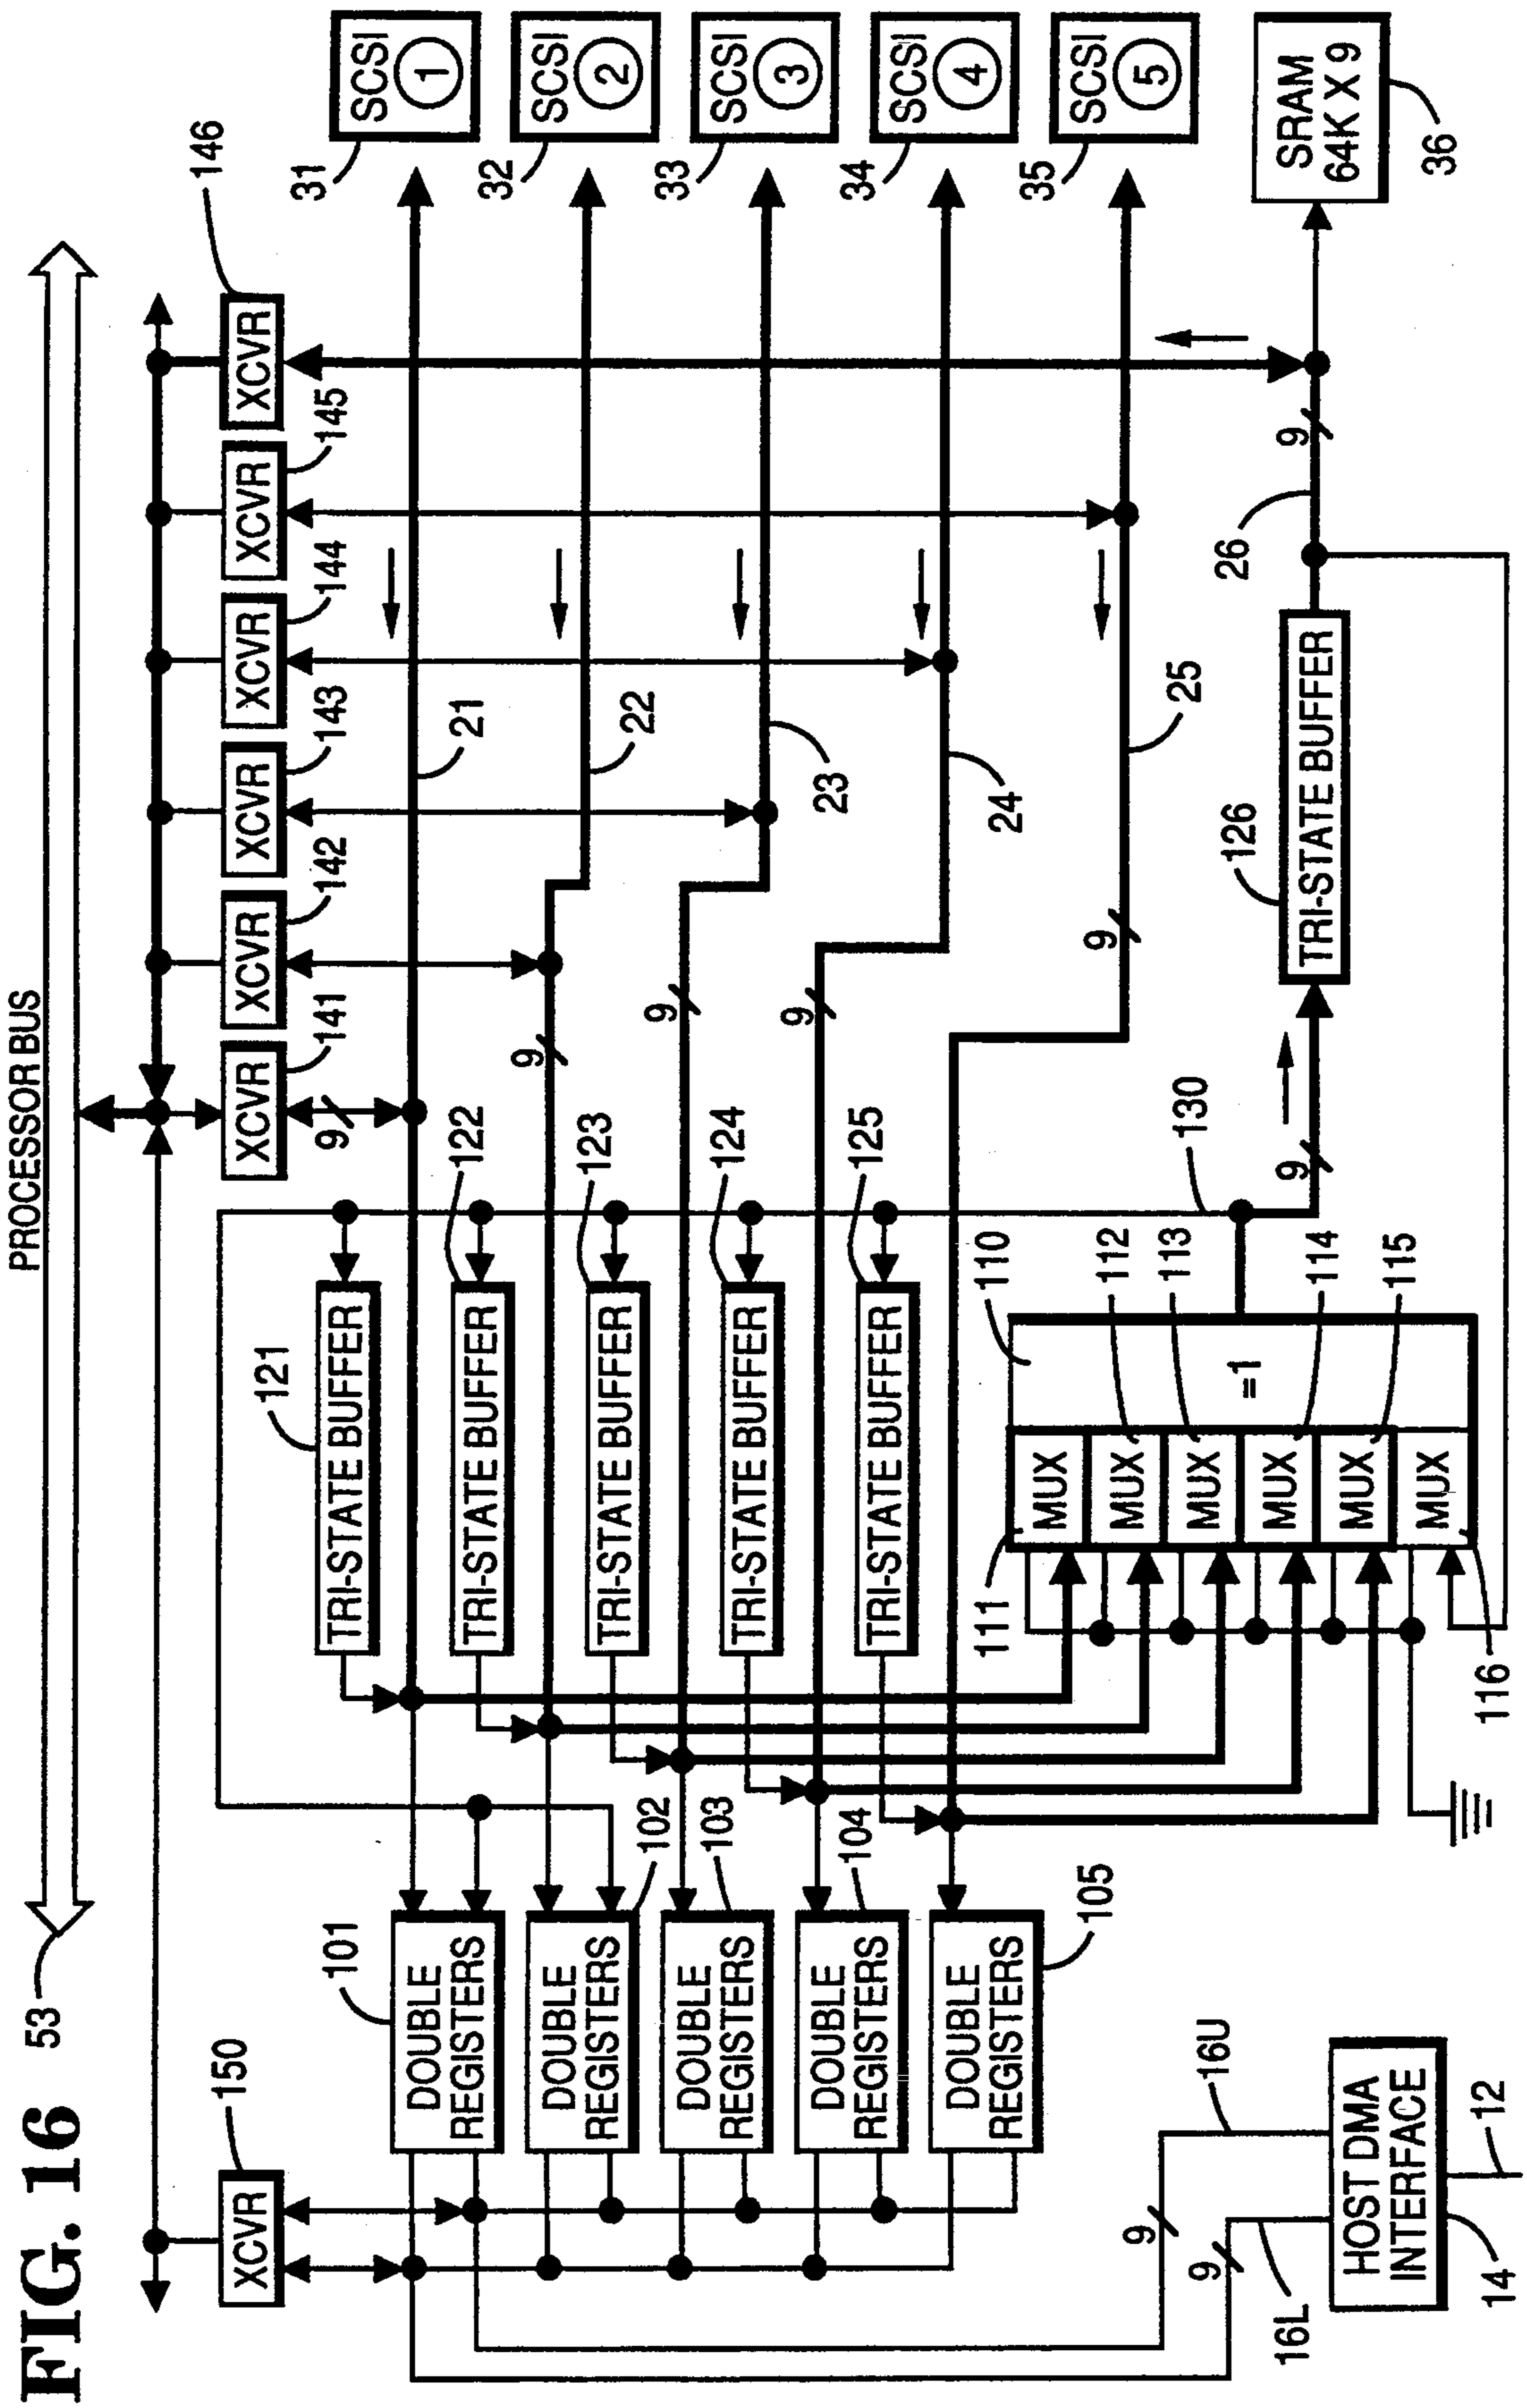 FIG. 16
PROCESSOR BUS
53
150
XCVR
XCVR
141
XCVR
142
XCVR
143
XCVR
144
XCVR
145
XCVR
146
9
101
DOUBLE
REGISTERS
DOUBLE
REGISTERS
102
DOUBLE
REGISTERS
103
DOUBLE
REGISTERS
104
DOUBLE
REGISTERS
105
121
TRI-STATE BUFFER
TRI-STATE BUFFER
122
TRI-STATE BUFFER
123
TRI-STATE BUFFER
124
TRI-STATE BUFFER
125
21
22
23
24
25
9
9
9
9
31
SCSI
1
32
SCSI
2
33
SCSI
3
34
SCSI
4
35
SCSI
5
111
MUX
MUX
MUX
MUX
MUX
MUX
116
=1
110
112
113
114
115
130
9
126
TRI-STATE BUFFER
26
9
SRAM
64K X 9
36
16L
9
9
16U
HOST DMA
INTERFACE
14
12